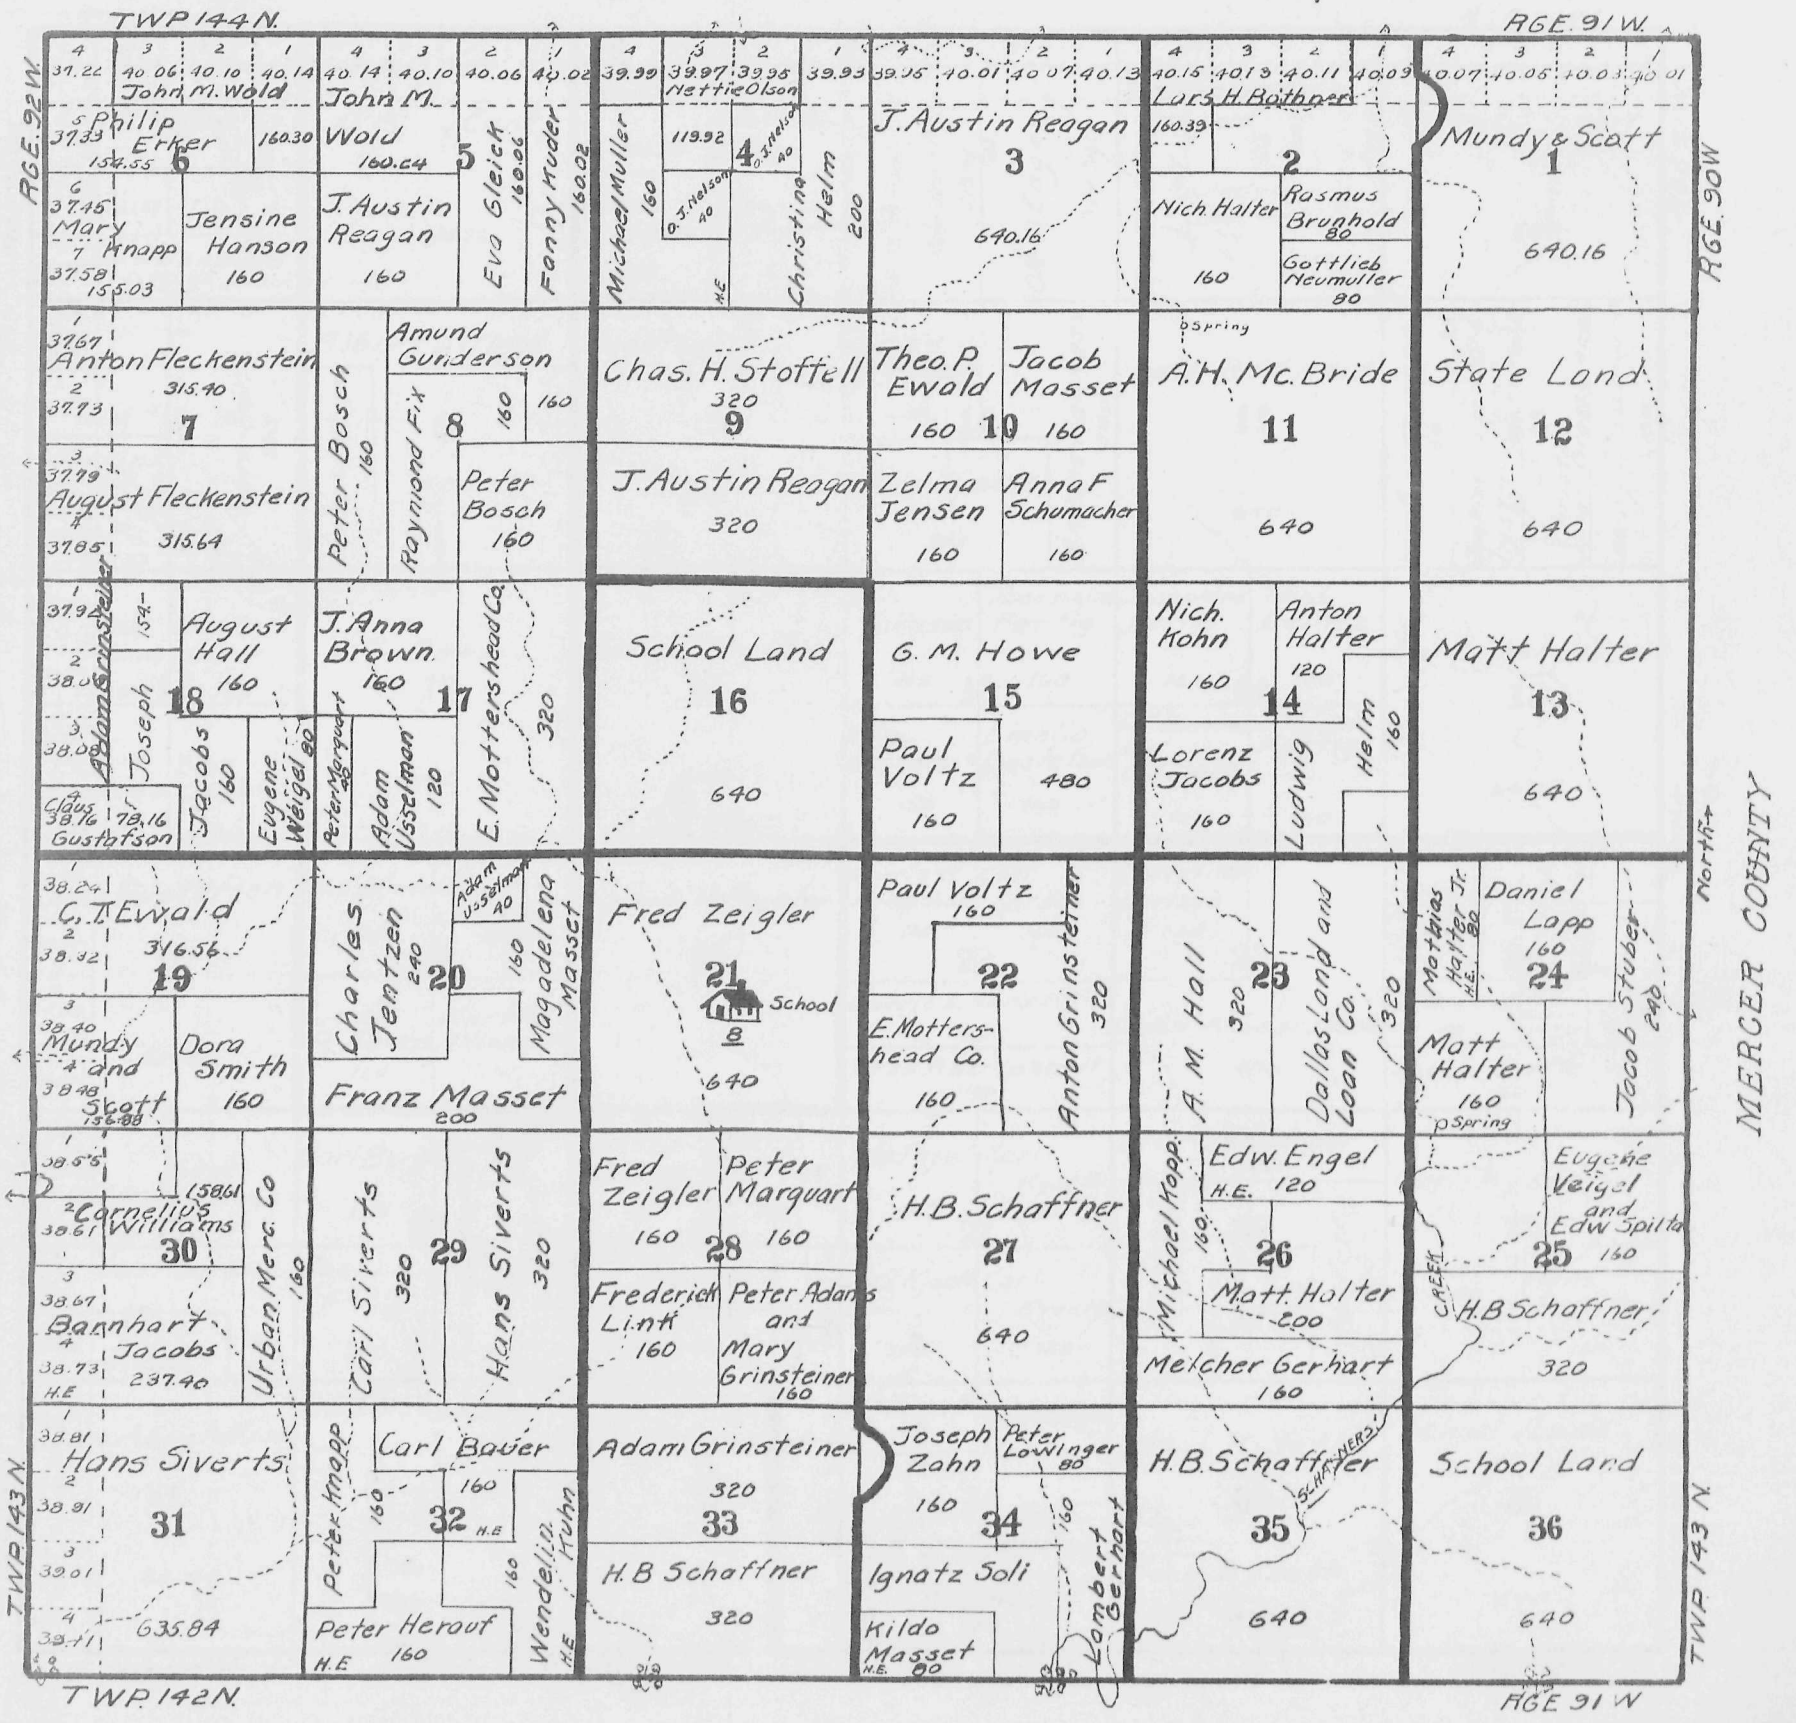 TWP 144 N.
RGE. 91 W.
RGE. 92 W.
4 3 2 1 4 3 2 1 4 3 2 1 4 3 2 1 4 3 2 1 4 3 2 1
37.22 40.06 40.10 40.14 40.14 40.10 40.06 40.02 39.99 39.97 39.95 39.93 39.95 40.01 40.07 40.13 40.15 40.13 40.11 40.09 40.07 40.05 40.03 40.01
John M. Wold
5 Philip
37.33 Erker
154.55
160.30
6
6
37.45
Mary
7 Knapp
37.58
155.03
Jensine
Hanson
160
John M.
Wold
160.24
5
J. Austin
Reagan
160
Eva Gleick
160.06
Fanny Kuder
160.02
Michael Muller
160
Nettie Olson
119.92
4
O.J. Nelson
40
O.J. Nelson
40
H.E
Christina
Helm
200
J. Austin Reagan
3
640.16
Lars H. Bothner
160.39
2
Nich. Halter
160
Rasmus
Brunhold
80
Gottlieb
Neumuller
80
Mundy & Scott
1
640.16
RGE. 90W
1
37.67
Anton Fleckenstein
2 315.40
37.73
7
3
37.79
August Fleckenstein
4
37.85 315.64
Peter Bosch
160
Amund
Gunderson
160
Raymond Fix
160
8
Peter
Bosch
160
Chas. H. Stoffell
320
9
J. Austin Reagan
320
Theo. P.
Ewald
160
10
Jacob
Masset
160
Zelma
Jensen
160
Anna F
Schumacher
160
Spring
A.H. Mc. Bride
11
640
State Land
12
640
1
37.92
2
3
38.08
Adam Grinsteiner
154.-
August
Hall
160
18
Joseph
Jacobs
160
4
Claus
38.16 78.16
Gustafson
Eugene
Weigel 80
J. Anna
Brown
160
17
Peter Marquart
40
Adam
Usselman
120
E. Mottershead Co.
320
School Land
16
640
G. M. Howe
15
480
Paul
Voltz
160
Nich.
Kohn
160
Anton
Halter
120
14
Lorenz
Jacobs
160
Ludwig
Helm
160
Matt Halter
13
640
North→
MERCER COUNTY
1
38.24
C. T. Ewald
2
38.32 316.56
19
3
38.40
Mundy
4 and
38.48
Scott
156.88
Dora
Smith
160
Charles
Jentzen
240
20
Adam
Usselman
40
Magadelena
Masset
160
Franz Masset
200
Fred Zeigler
21
School
8
640
Paul Voltz
160
22
E. Motters-
head Co.
160
Anton Grinsteiner
320
A. M. Hall
320
23
Dallas Land and
Loan Co.
320
Mathias
Halter Jr.
80
H.E.
Daniel
Lapp
160
24
Jacob Stuber
240
Matt
Halter
160
Spring
1
38.55
158.61
2 Cornelius
38.61 Williams
30
3
38.67
Barnhart
4 Jacobs
38.73 237.40
H.E
Urban Merc. Co
160
Carl Siverts
320
29
Hans Siverts
320
Fred
Zeigler
160
Peter
Marquart
160
28
Frederick
Link
160
Peter Adams
and
Mary
Grinsteiner
160
H.B. Schaffner
27
640
Michael Kopp
160
Edw. Engel
H.E. 120
26
Matt. Halter
200
Melcher Gerhart
160
Eugene
Veigel
and
Edw Spilta
25 160
CREEK
H.B Schaffner
320
1
38.81
Hans Siverts
2
38.91
31
3
39.01
4
39.11
635.84
Peter Knapp
160
Carl Bauer
160
32 H.E
Peter Herauf
H.E 160
Wendelin
Kuhn
160
H.E
Adam Grinsteiner
320
33
H.B Schaffner
320
Joseph
Zahn
160
Peter
Lowinger
80
34
Ignatz Soli
160
Kildo
Masset
H.E. 80
Lambert
Gerhart
H.B. Schaffner
SCHAFFNERS
35
640
School Land
36
640
TWP. 143 N.
TWP. 143 N.
TWP. 142 N.
RGE 91 W